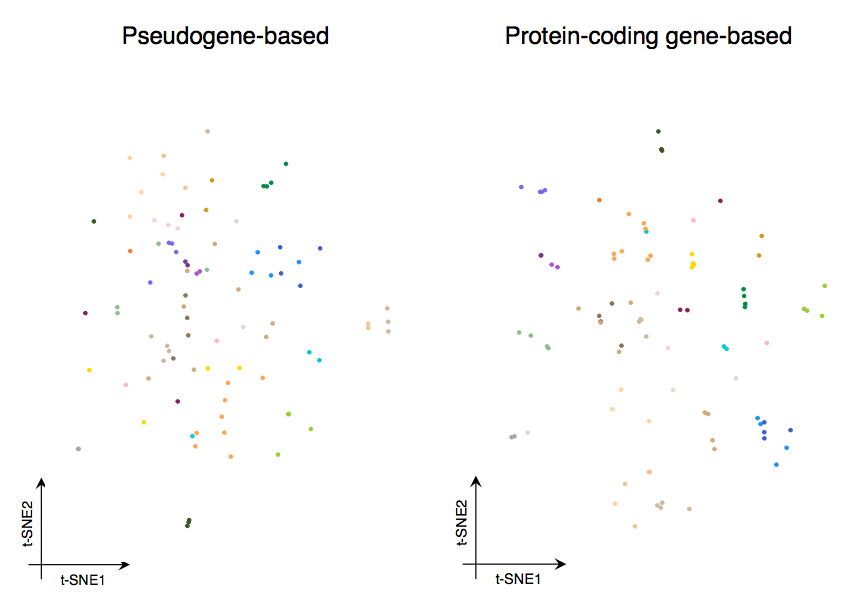 Pseudogene-based
Protein-coding gene-based
t-SNE2
t-SNE1
t-SNE2
t-SNE1